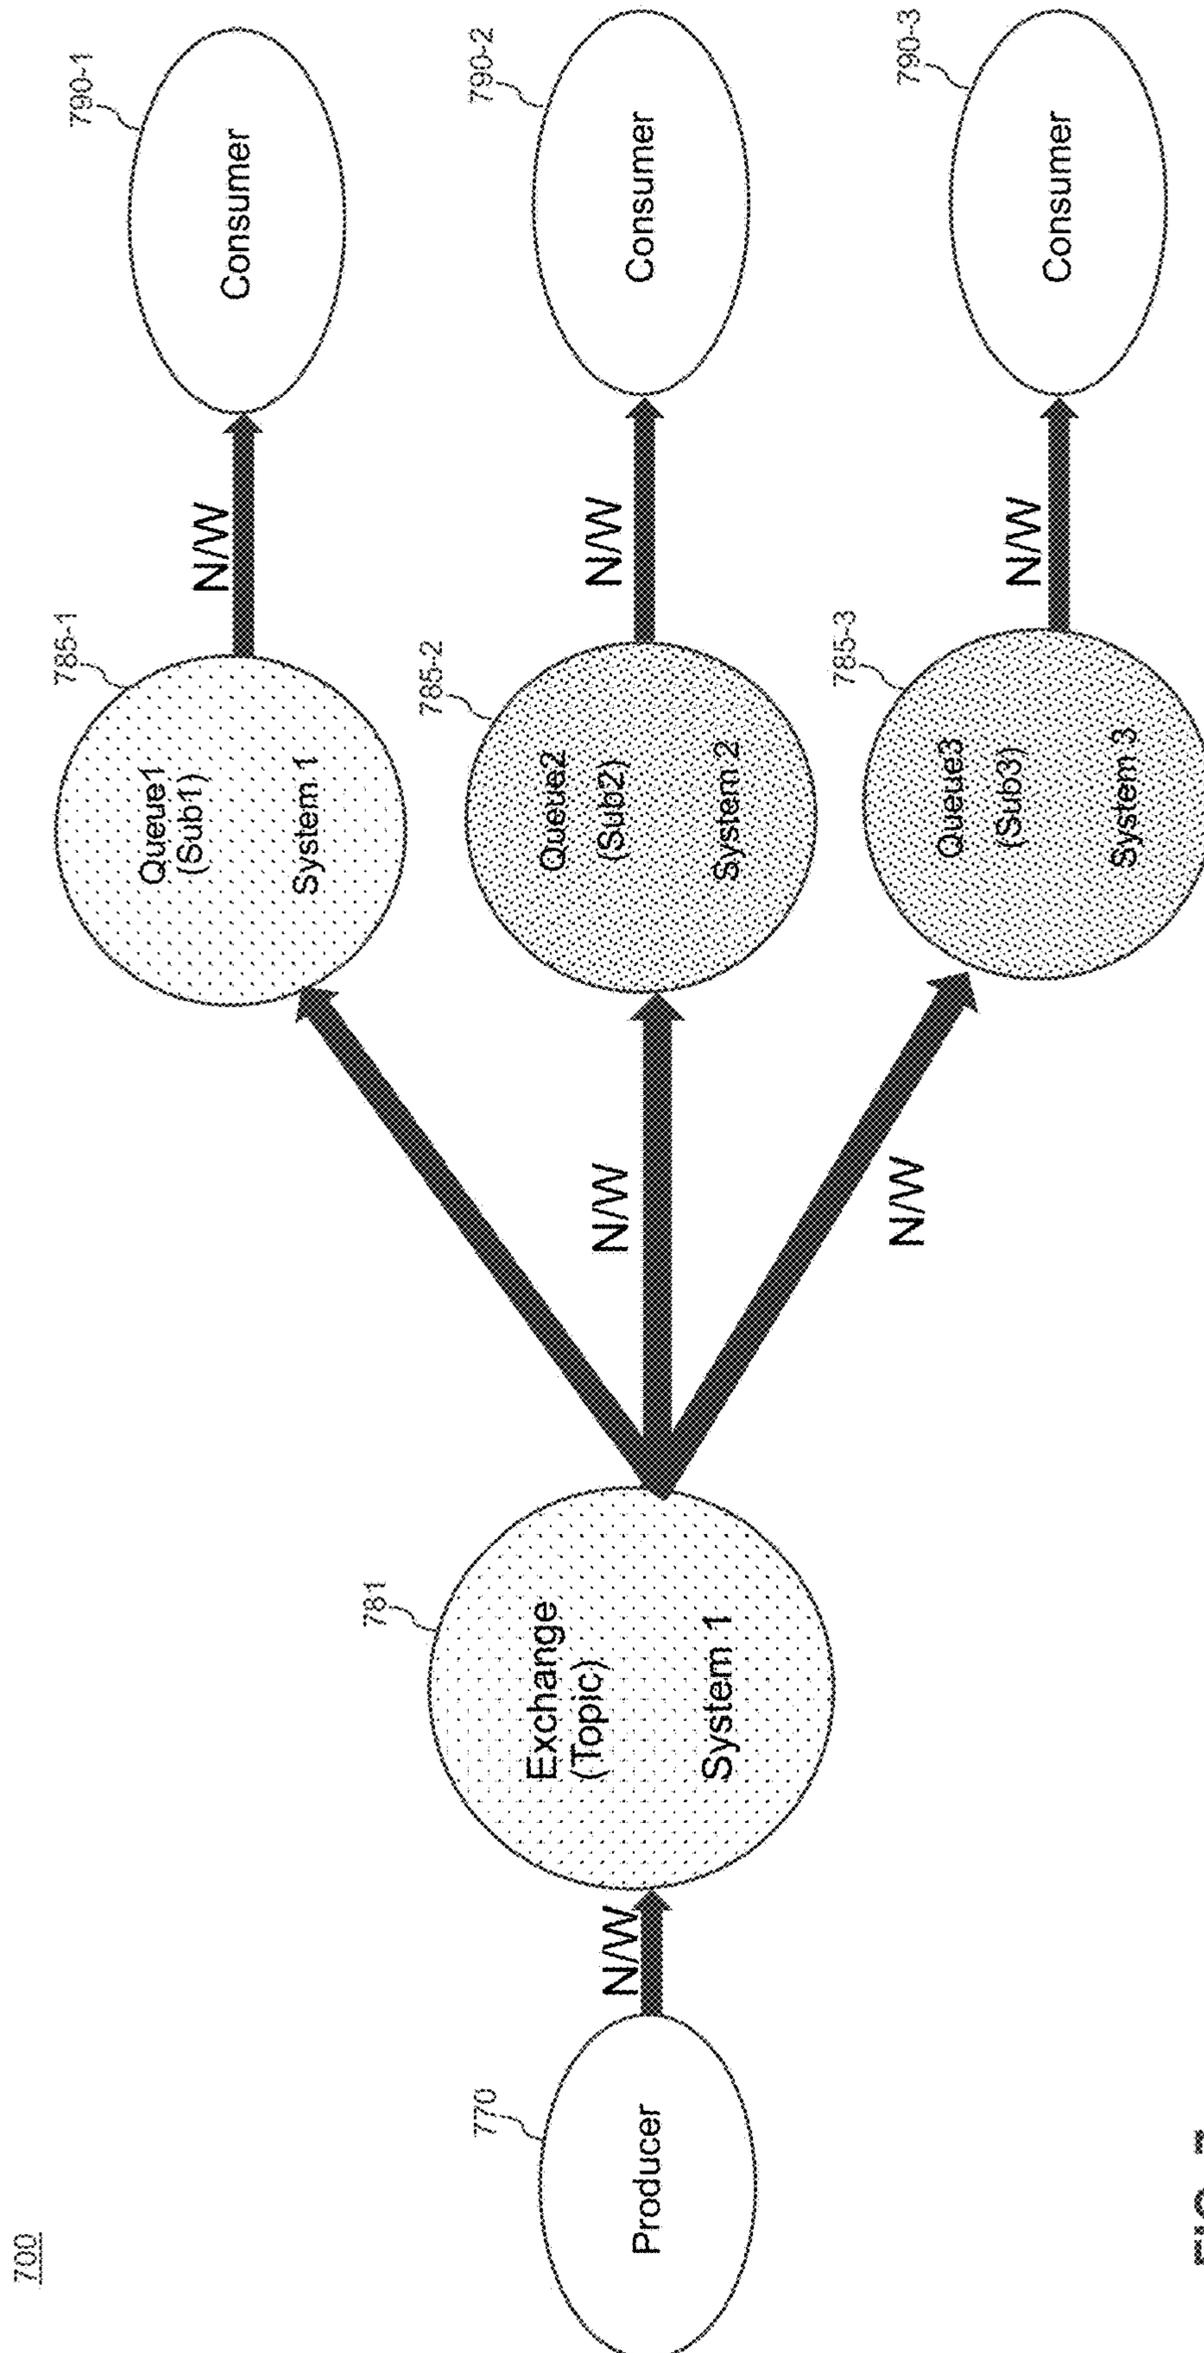 700
770
Producer
N/W
781
Exchange
(Topic)
System 1
N/W
N/W
785-1
Queue1
(Sub1)
System 1
N/W
790-1
Consumer
785-2
Queue2
(Sub2)
System 2
N/W
790-2
Consumer
785-3
Queue3
(Sub3)
System 3
N/W
790-3
Consumer